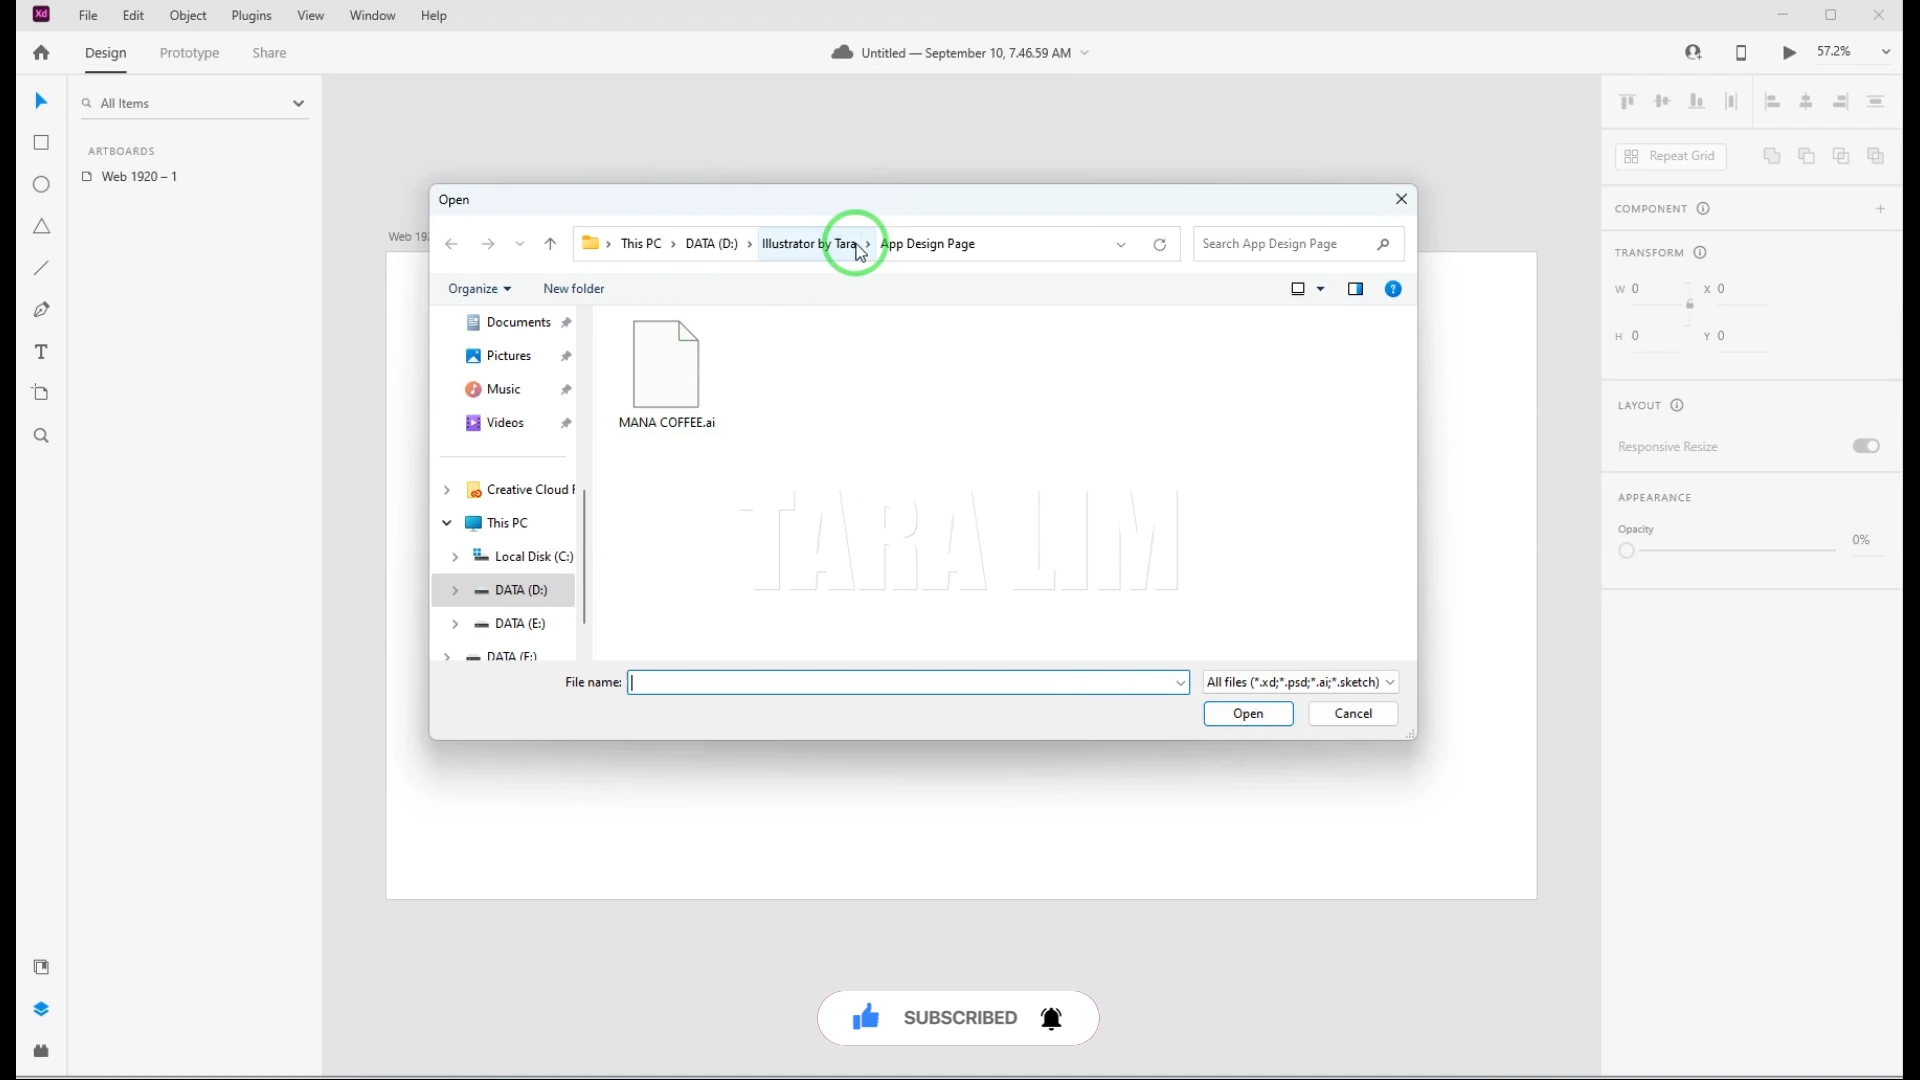 Xd File Edit Object Plugins View Window Help
Design Prototype Share Untitled — September 10, 7.46.59 AM 57.2%
All Items
ARTBOARDS
Web 1920 – 1
Web 19
Open
This PC > DATA (D:) > Illustrator by Tara > App Design Page
Search App Design Page
Organize New folder ?
Documents
Pictures
Music
Videos
Creative Cloud F
This PC
Local Disk (C:)
DATA (D:)
DATA (E:)
DATA (F:)
MANA COFFEE.ai
TARA LIM
File name: All files (*.xd;*.psd;*.ai;*.sketch)
Open Cancel
Repeat Grid
COMPONENT
TRANSFORM
W 0 X 0
H 0 Y 0
LAYOUT
Responsive Resize
APPEARANCE
Opacity
0%
SUBSCRIBED